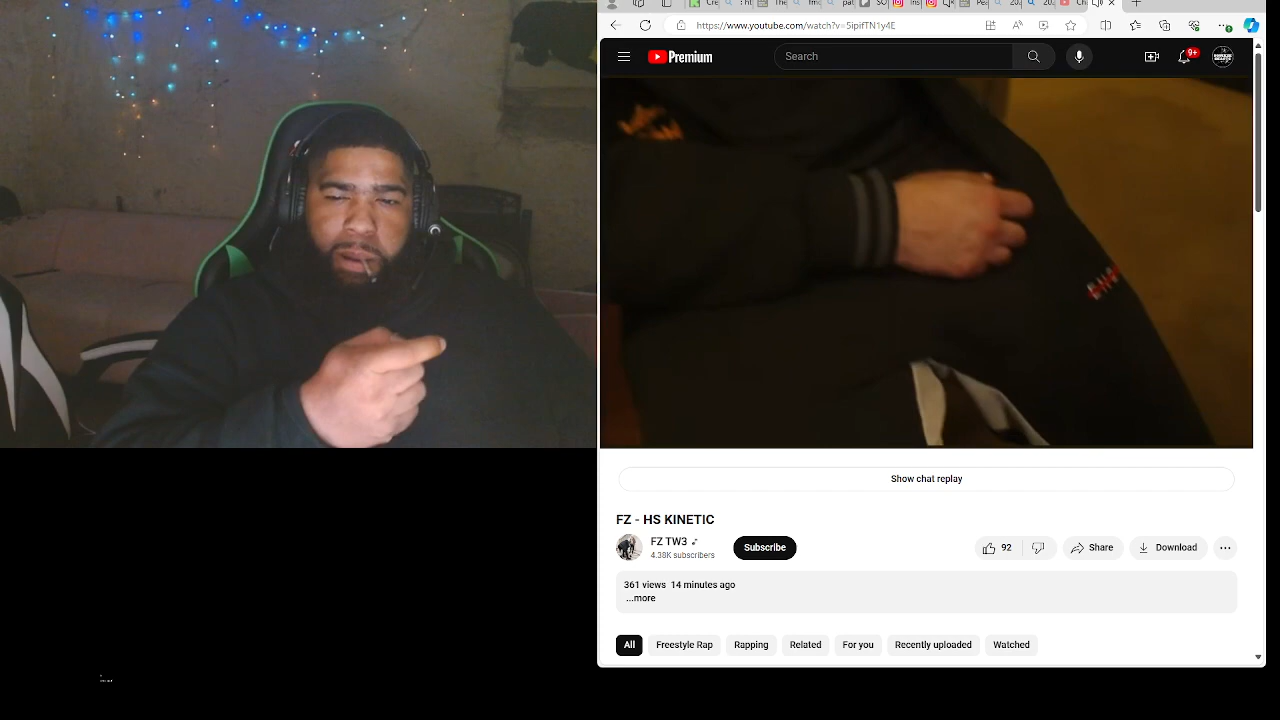 https://www.youtube.com/watch?v=5ipifTN1y4E
Premium
Search
9+
Show chat replay
FZ - HS KINETIC
FZ TW3
4.38K subscribers
Subscribe
92
Share
Download
361 views 14 minutes ago
...more
All
Freestyle Rap
Rapping
Related
For you
Recently uploaded
Watched